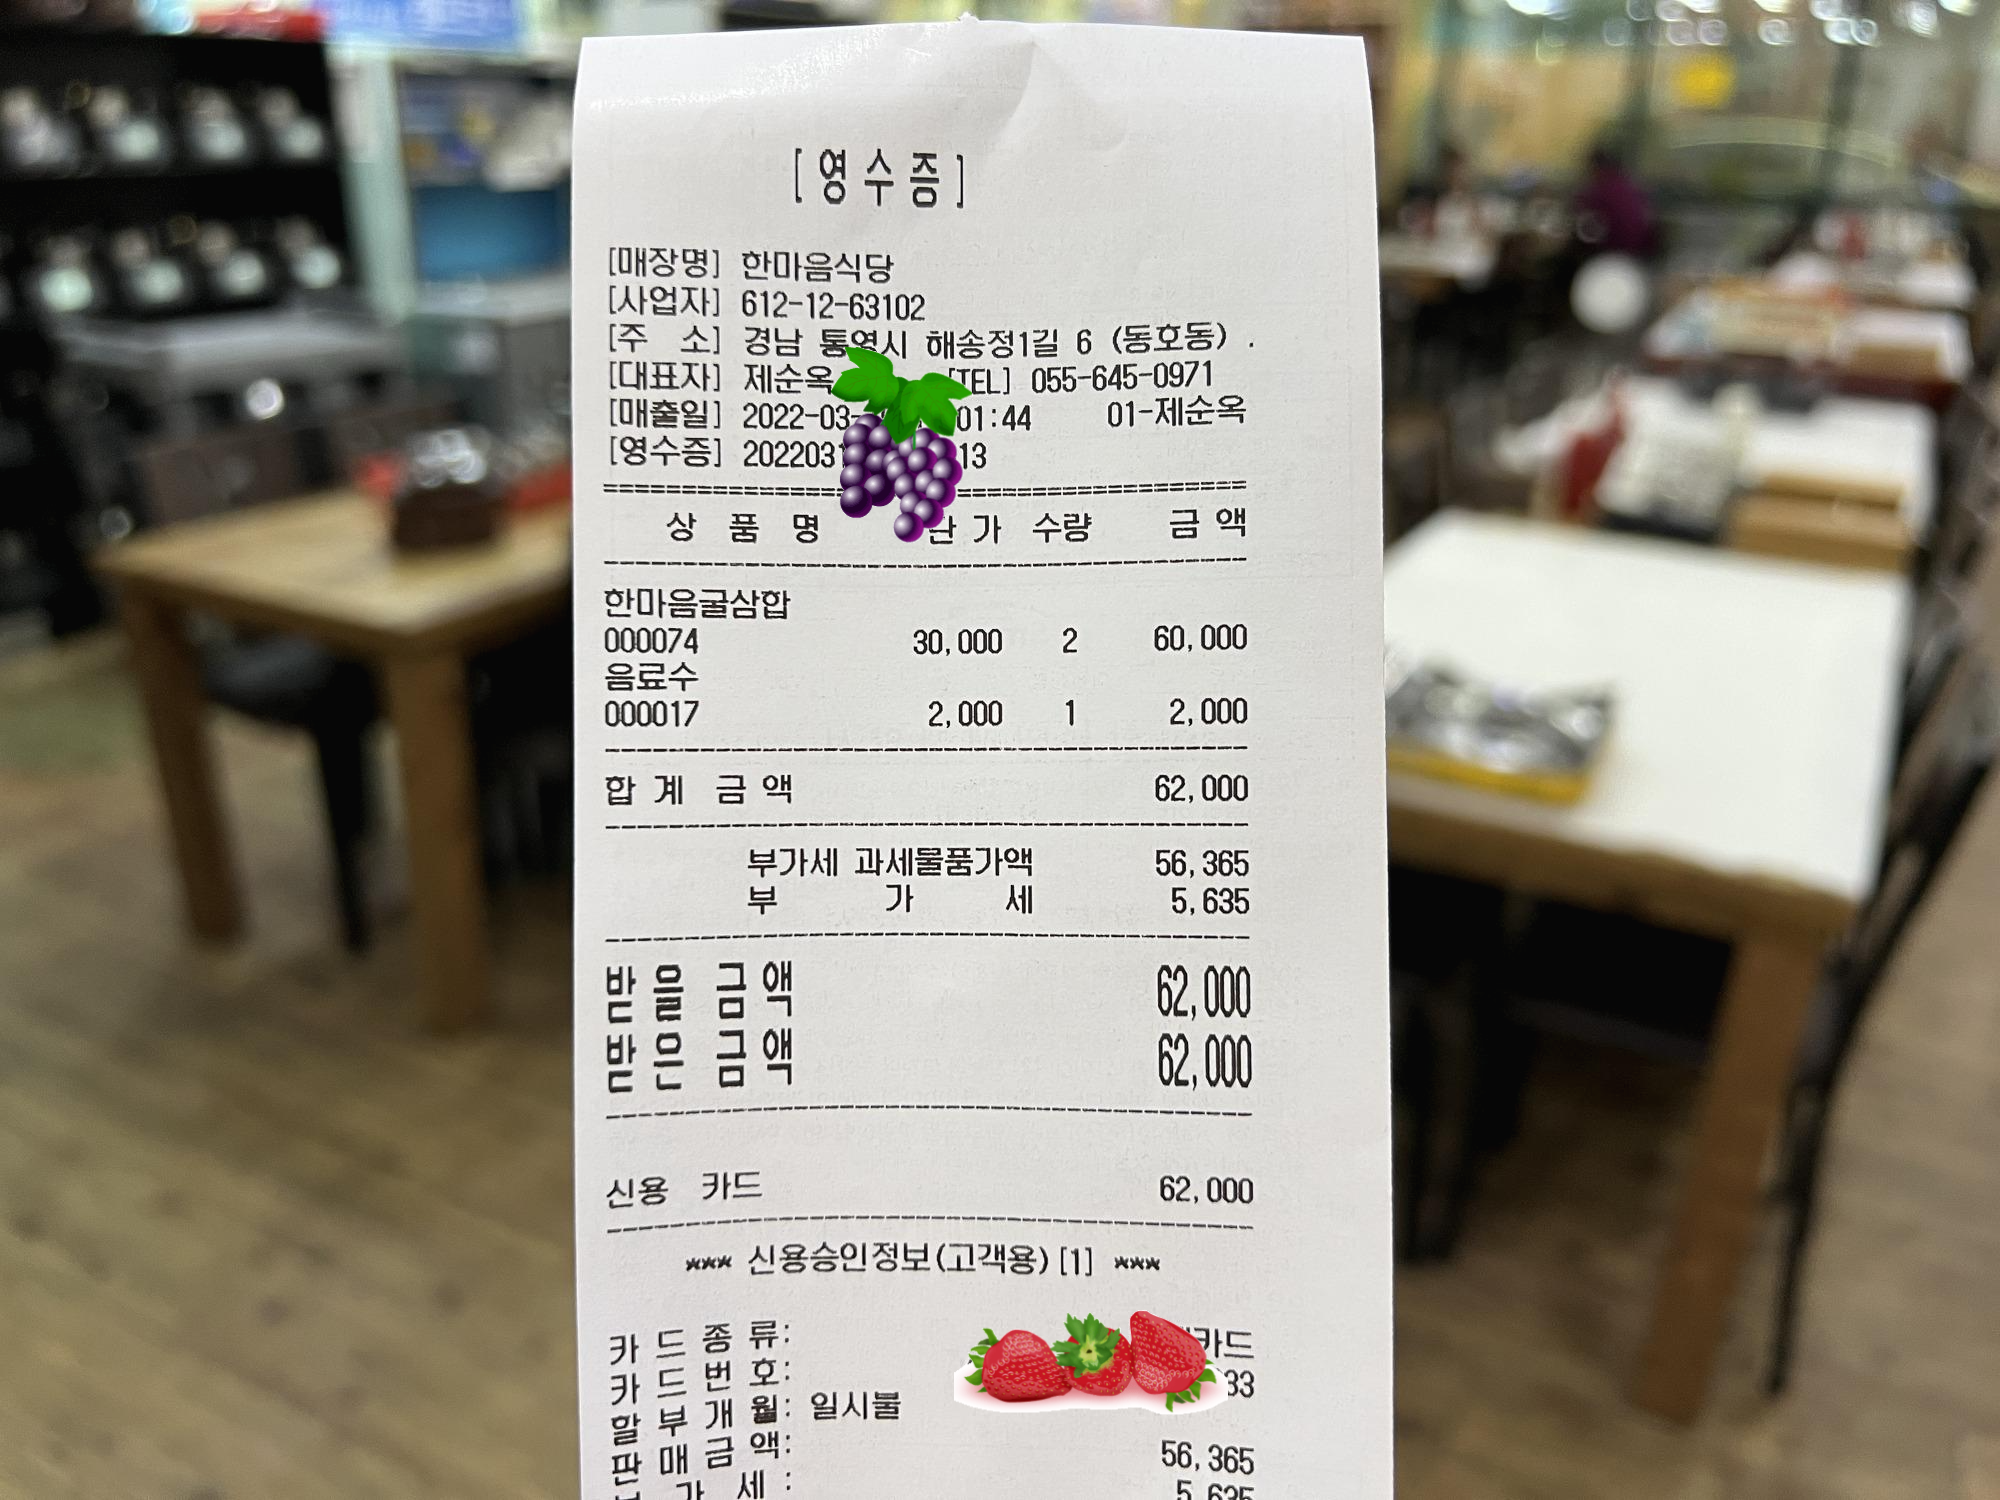 [ 영 수 증 ]
[매장명] 한마음식당
[사업자] 612-12-63102
[주 소] 경남 통영시 해송정1길 6 (동호동) .
[대표자] 제순옥 [TEL] 055-645-0971
[매출일] 2022-03- 01:44 01-제순옥
[영수증] 2022031 13
상 품 명 단 가 수량 금 액
한마음굴삼합
000074 30,000 2 60,000
음료수
000017 2,000 1 2,000
합 계 금 액 62,000
부가세 과세물품가액 56,365
부 가 세 5,635
받 을 금 액 62,000
받 은 금 액 62,000
신용 카드 62,000
*** 신용승인정보(고객용)[1] ***
카 드 종 류: 카드
카 드 번 호: 33
할 부 개 월: 일시불
판 매 금 액: 56,365
부 가 세 : 5,635